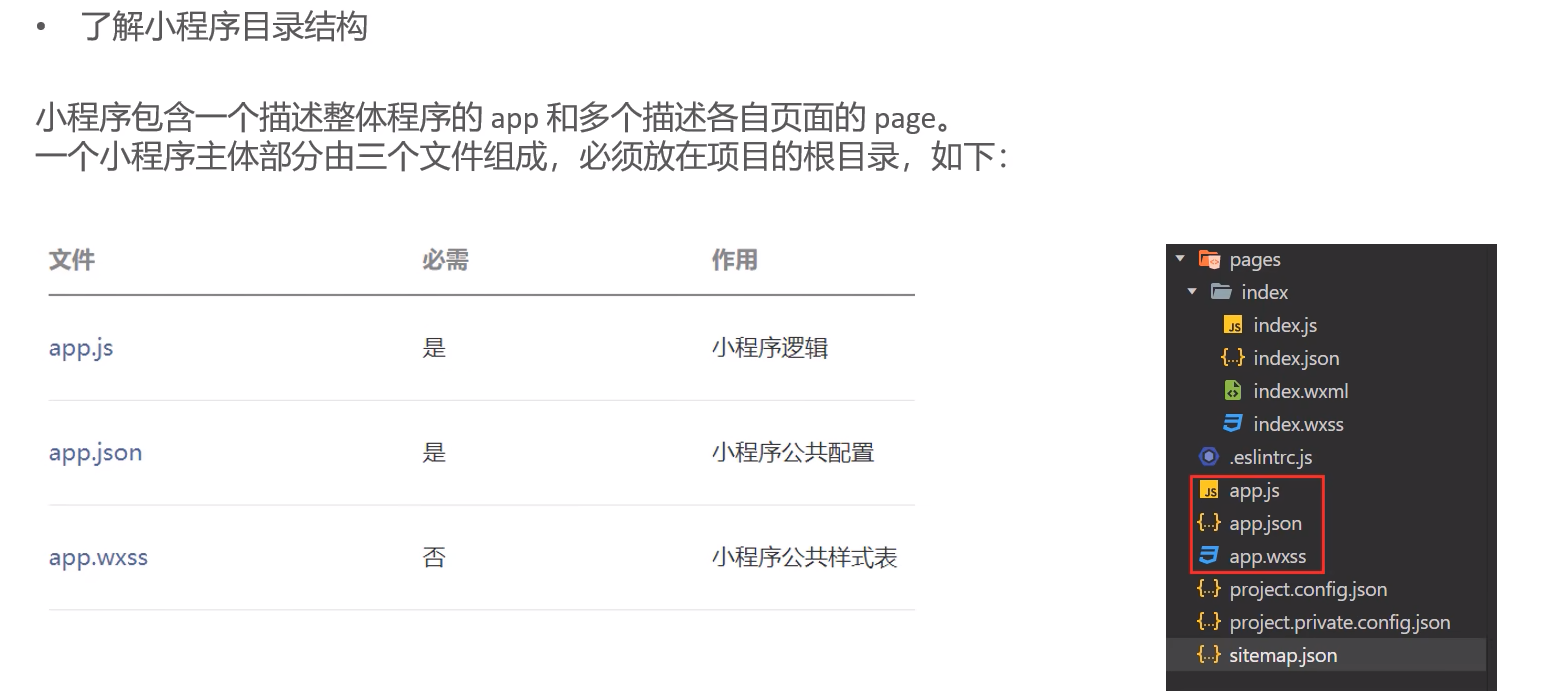 • 了解小程序目录结构
小程序包含一个描述整体程序的 app 和多个描述各自页面的 page。
一个小程序主体部分由三个文件组成，必须放在项目的根目录，如下：
文件 必需 作用
app.js 是 小程序逻辑
app.json 是 小程序公共配置
app.wxss 否 小程序公共样式表
pages
index
index.js
index.json
index.wxml
index.wxss
.eslintrc.js
app.js
app.json
app.wxss
project.config.json
project.private.config.json
sitemap.json